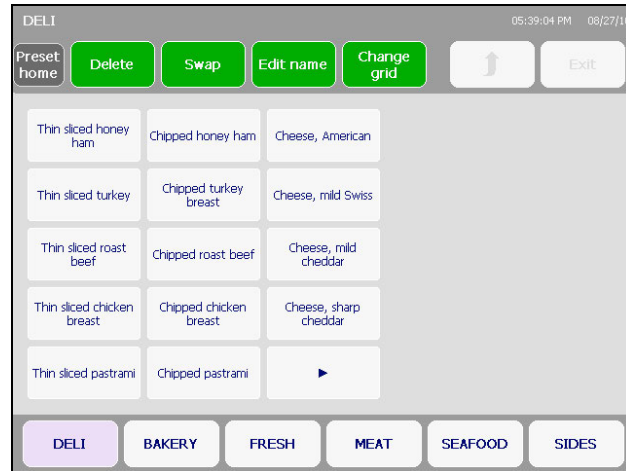 DELI
05:39:04 PM 08/27/1
Preset
home
Delete
Swap
Edit name
Change
grid
Exit
Thin sliced honey
ham
Chipped honey ham
Cheese, American
Thin sliced turkey
Chipped turkey
breast
Cheese, mild Swiss
Thin sliced roast
beef
Chipped roast beef
Cheese, mild
cheddar
Thin sliced chicken
breast
Chipped chicken
breast
Cheese, sharp
cheddar
Thin sliced pastrami
Chipped pastrami
DELI
BAKERY
FRESH
MEAT
SEAFOOD
SIDES